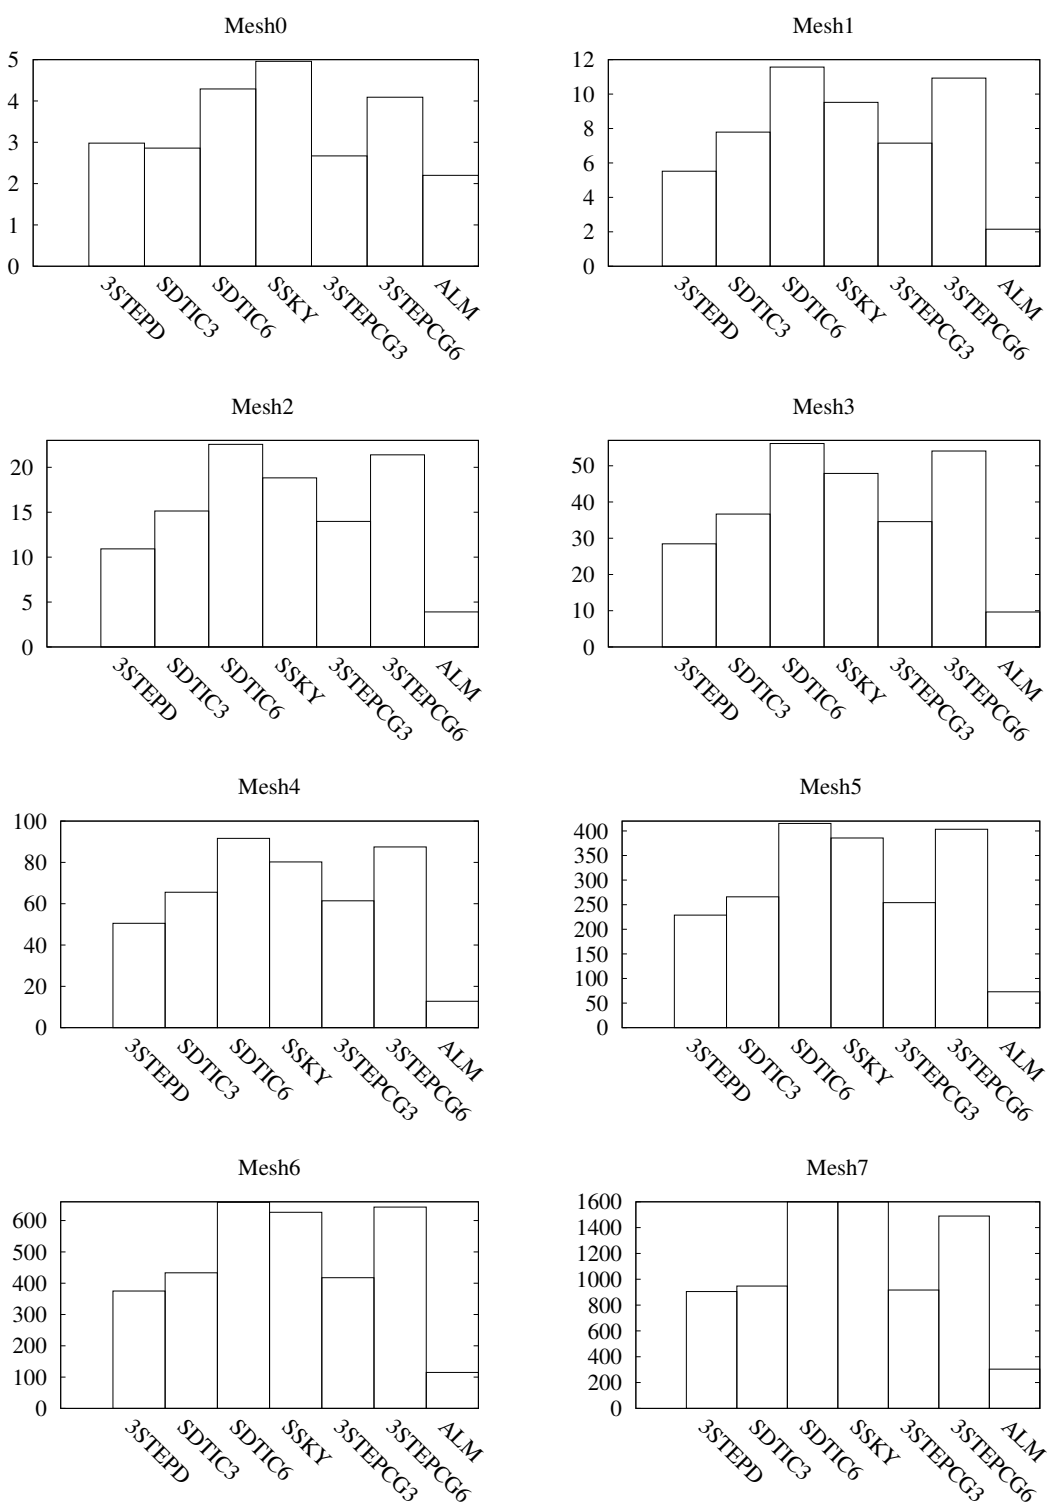 Mesh0
5
4
3
2
1
0
3STEPD
SDTIC3
SDTIC6
SSKY
3STEPCG3
3STEPCG6
ALM
Mesh1
12
10
8
6
4
2
0
3STEPD
SDTIC3
SDTIC6
SSKY
3STEPCG3
3STEPCG6
ALM
Mesh2
20
15
10
5
0
3STEPD
SDTIC3
SDTIC6
SSKY
3STEPCG3
3STEPCG6
ALM
Mesh3
50
40
30
20
10
0
3STEPD
SDTIC3
SDTIC6
SSKY
3STEPCG3
3STEPCG6
ALM
Mesh4
100
80
60
40
20
0
3STEPD
SDTIC3
SDTIC6
SSKY
3STEPCG3
3STEPCG6
ALM
Mesh5
400
350
300
250
200
150
100
50
0
3STEPD
SDTIC3
SDTIC6
SSKY
3STEPCG3
3STEPCG6
ALM
Mesh6
600
500
400
300
200
100
0
3STEPD
SDTIC3
SDTIC6
SSKY
3STEPCG3
3STEPCG6
ALM
Mesh7
1600
1400
1200
1000
800
600
400
200
0
3STEPD
SDTIC3
SDTIC6
SSKY
3STEPCG3
3STEPCG6
ALM